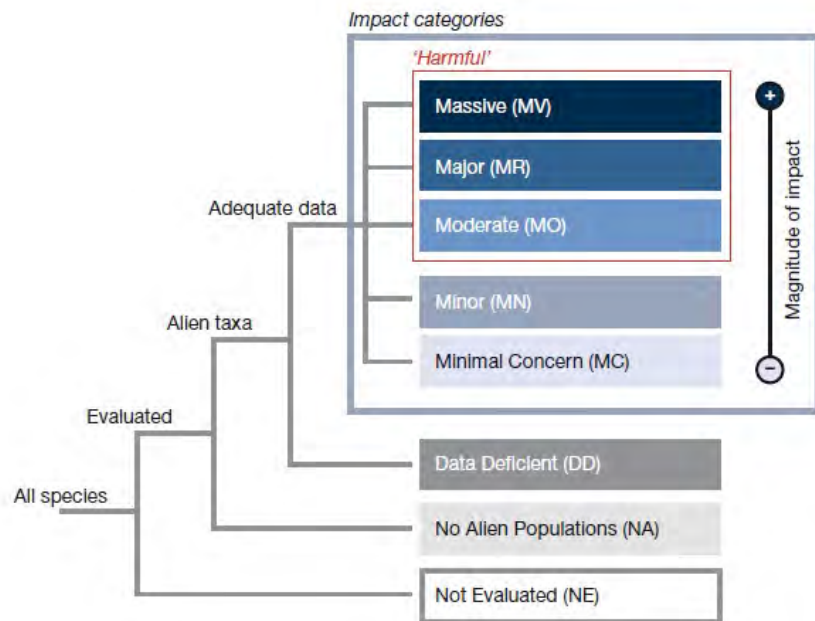 Impact categories
'Harmful'
Massive (MV)
+
Major (MR)
Adequate data
Moderate (MO)
Magnitude of impact
Minor (MN)
Alien taxa
Minimal Concern (MC)
−
Evaluated
Data Deficient (DD)
All species
No Alien Populations (NA)
Not Evaluated (NE)